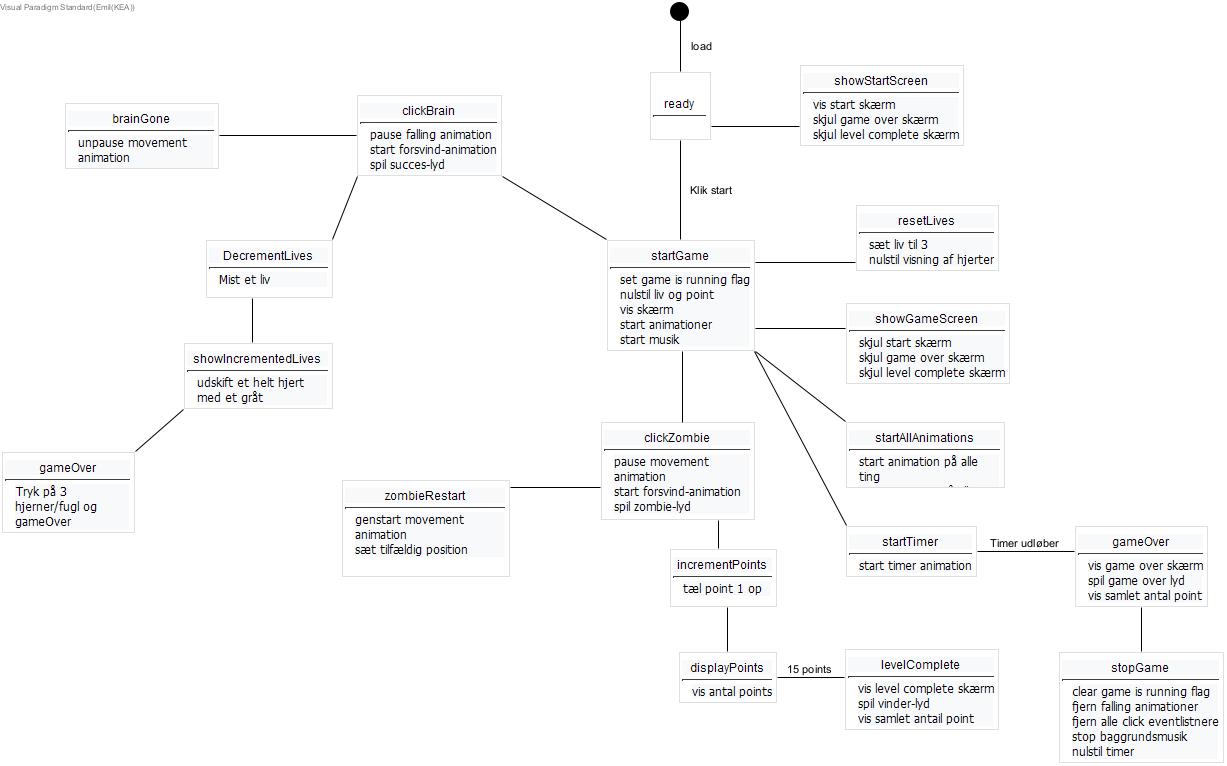 Visual Paradigm Standard(Emil(KEA))
load
ready
showStartScreen
vis start skærm
skjul game over skærm
skjul level complete skærm
clickBrain
pause falling animation
start forsvind-animation
spil succes-lyd
brainGone
unpause movement
animation
Klik start
DecrementLives
Mist et liv
startGame
set game is running flag
nulstil liv og point
vis skærm
start animationer
start musik
resetLives
sæt liv til 3
nulstil visning af hjerter
showGameScreen
skjul start skærm
skjul game over skærm
skjul level complete skærm
showIncrementedLives
udskift et helt hjert
med et gråt
gameOver
Tryk på 3
hjerner/fugl og
gameOver
clickZombie
pause movement
animation
start forsvind-animation
spil zombie-lyd
startAllAnimations
start animation på alle
ting
zombieRestart
genstart movement
animation
sæt tilfældig position
startTimer
start timer animation
Timer udløber
gameOver
vis game over skærm
spil game over lyd
vis samlet antal point
incrementPoints
tæl point 1 op
displayPoints
vis antal points
15 points
levelComplete
vis level complete skærm
spil vinder-lyd
vis samlet antail point
stopGame
clear game is running flag
fjern falling animationer
fjern alle click eventlistnere
stop baggrundsmusik
nulstil timer